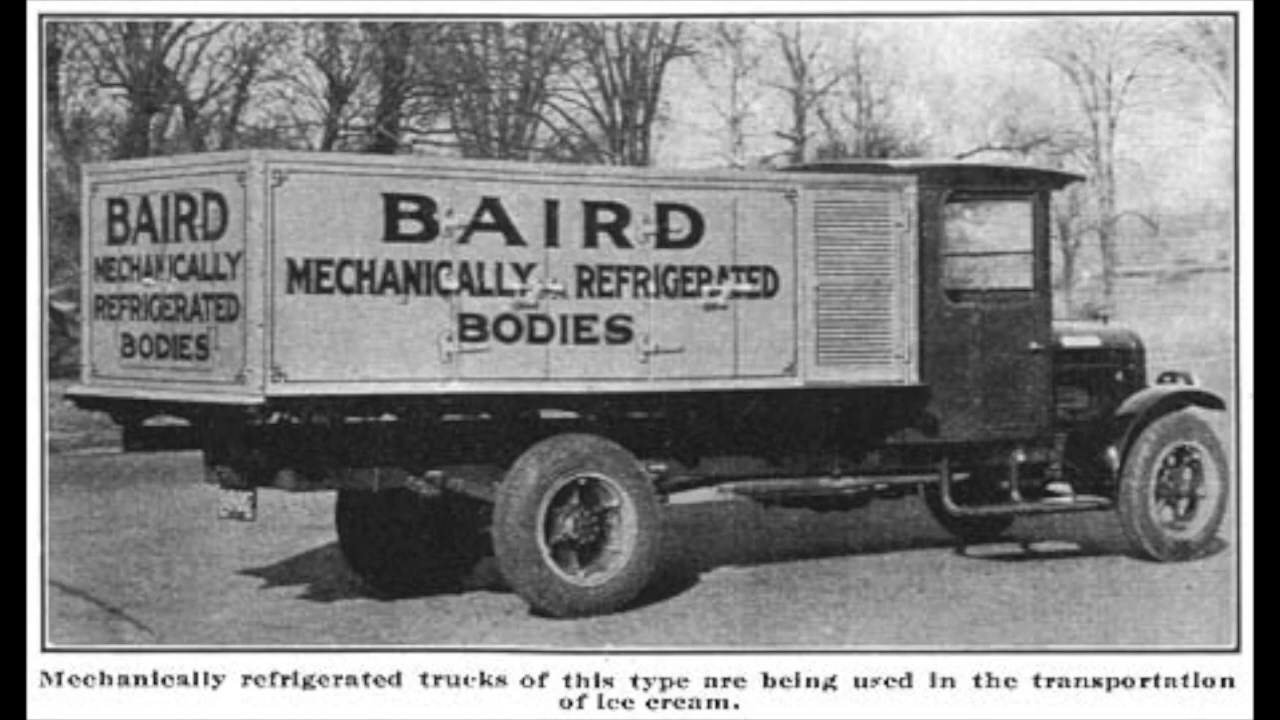 BAIRD
MECHANICALLY
REFRIGERATED
BODIES
BAIRD
MECHANICALLY REFRIGERATED
BODIES
Mechanically refrigerated trucks of this type are being used in the transportation
of ice cream.